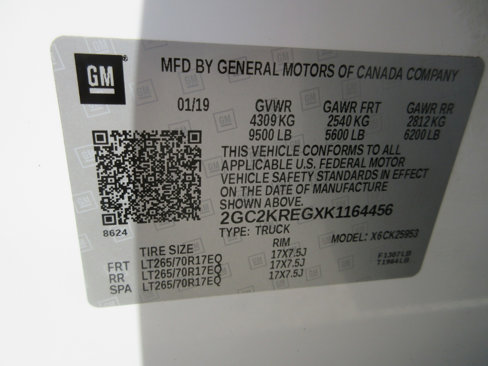 GM
MFD BY GENERAL MOTORS OF CANADA COMPANY
01/19 GVWR GAWR FRT GAWR RR
4309 KG 2540 KG 2812 KG
9500 LB 5600 LB 6200 LB
THIS VEHICLE CONFORMS TO ALL
APPLICABLE U.S. FEDERAL MOTOR
VEHICLE SAFETY STANDARDS IN EFFECT
ON THE DATE OF MANUFACTURE
SHOWN ABOVE.
2GC2KREGXK1164456
8624
TYPE: TRUCK MODEL: X6CK25953
TIRE SIZE RIM
FRT LT265/70R17EQ 17X7.5J F1307LB
RR LT265/70R17EQ 17X7.5J T1904LB
SPA LT265/70R17EQ 17X7.5J